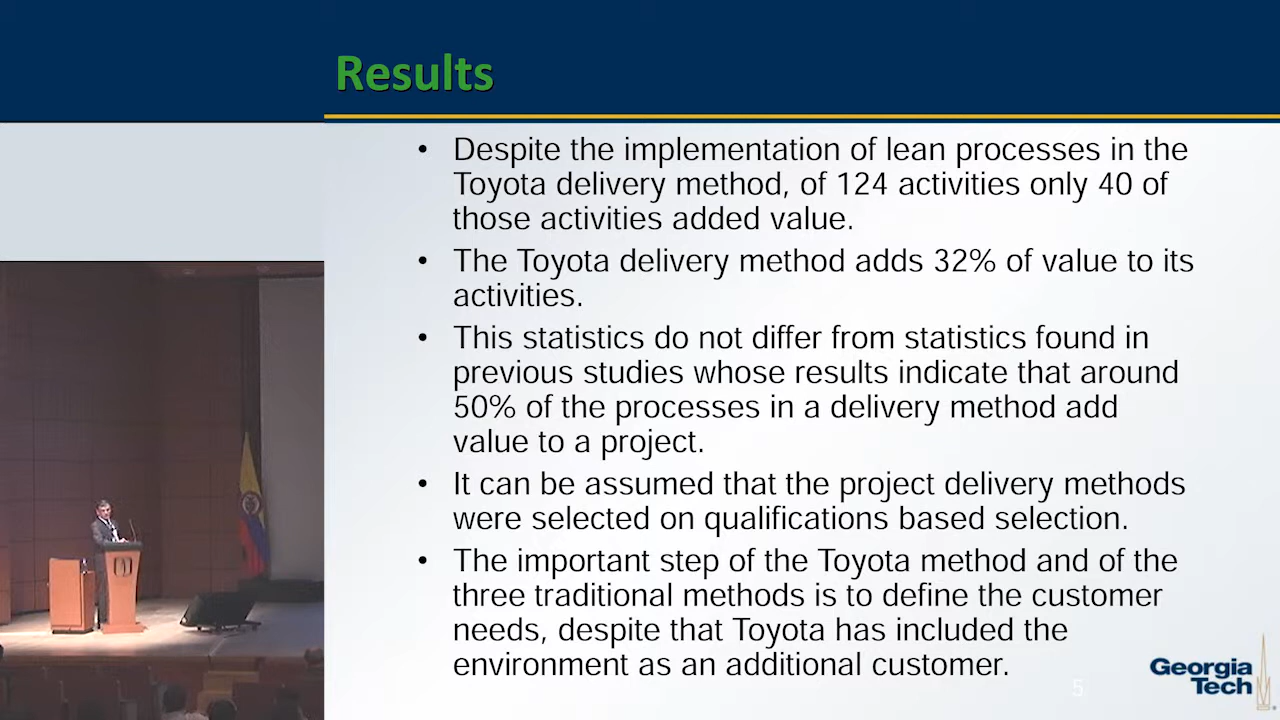 Results
• Despite the implementation of lean processes in the
Toyota delivery method, of 124 activities only 40 of
those activities added value.
• The Toyota delivery method adds 32% of value to its
activities.
• This statistics do not differ from statistics found in
previous studies whose results indicate that around
50% of the processes in a delivery method add
value to a project.
• It can be assumed that the project delivery methods
were selected on qualifications based selection.
• The important step of the Toyota method and of the
three traditional methods is to define the customer
needs, despite that Toyota has included the
environment as an additional customer.
5
Georgia
Tech